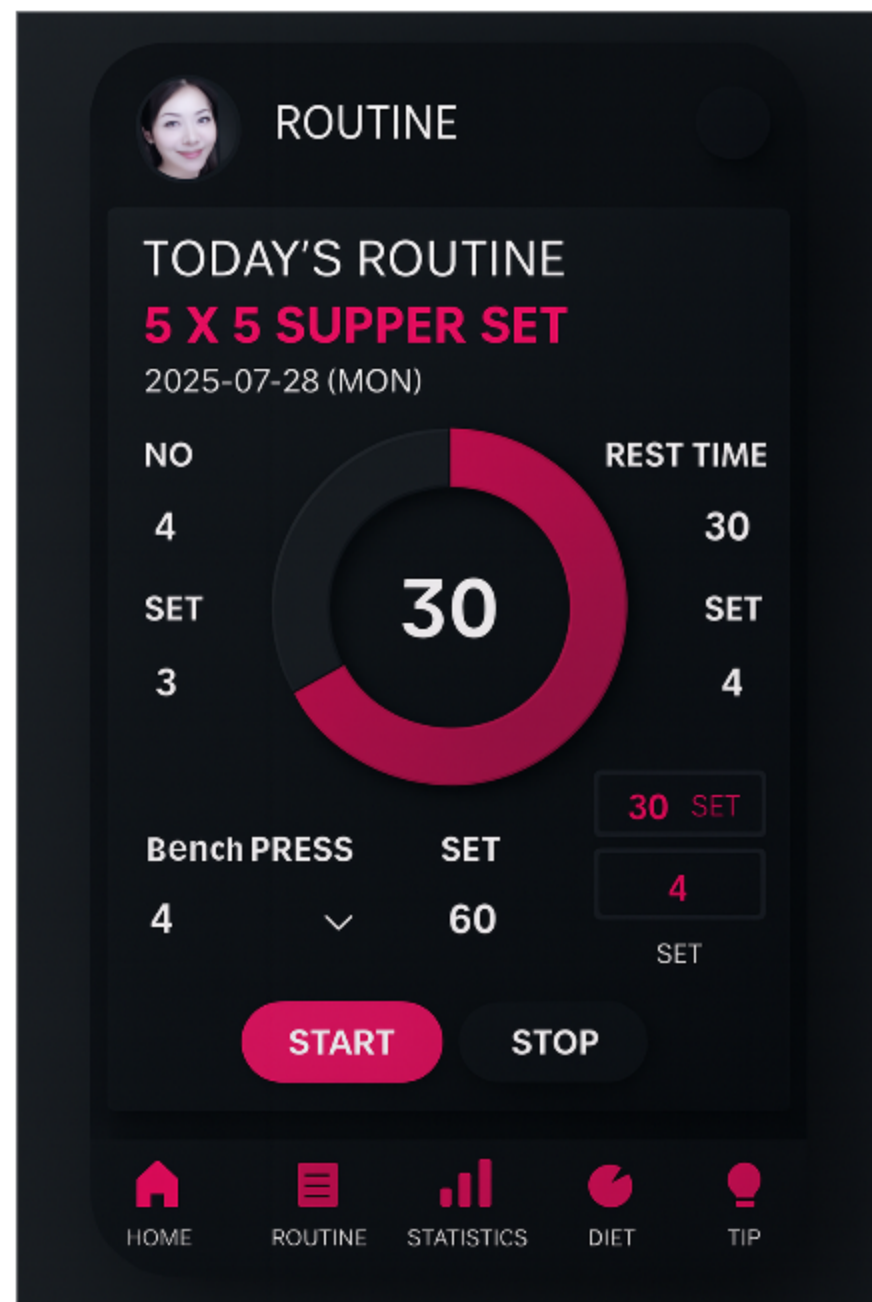 ROUTINE
TODAY'S ROUTINE
5 X 5 SUPPER SET
2025-07-28 (MON)
NO
4
SET
3
30
REST TIME
30
SET
4
Bench PRESS
4
SET
60
30 SET
4
SET
START STOP
HOME ROUTINE STATISTICS DIET TIP